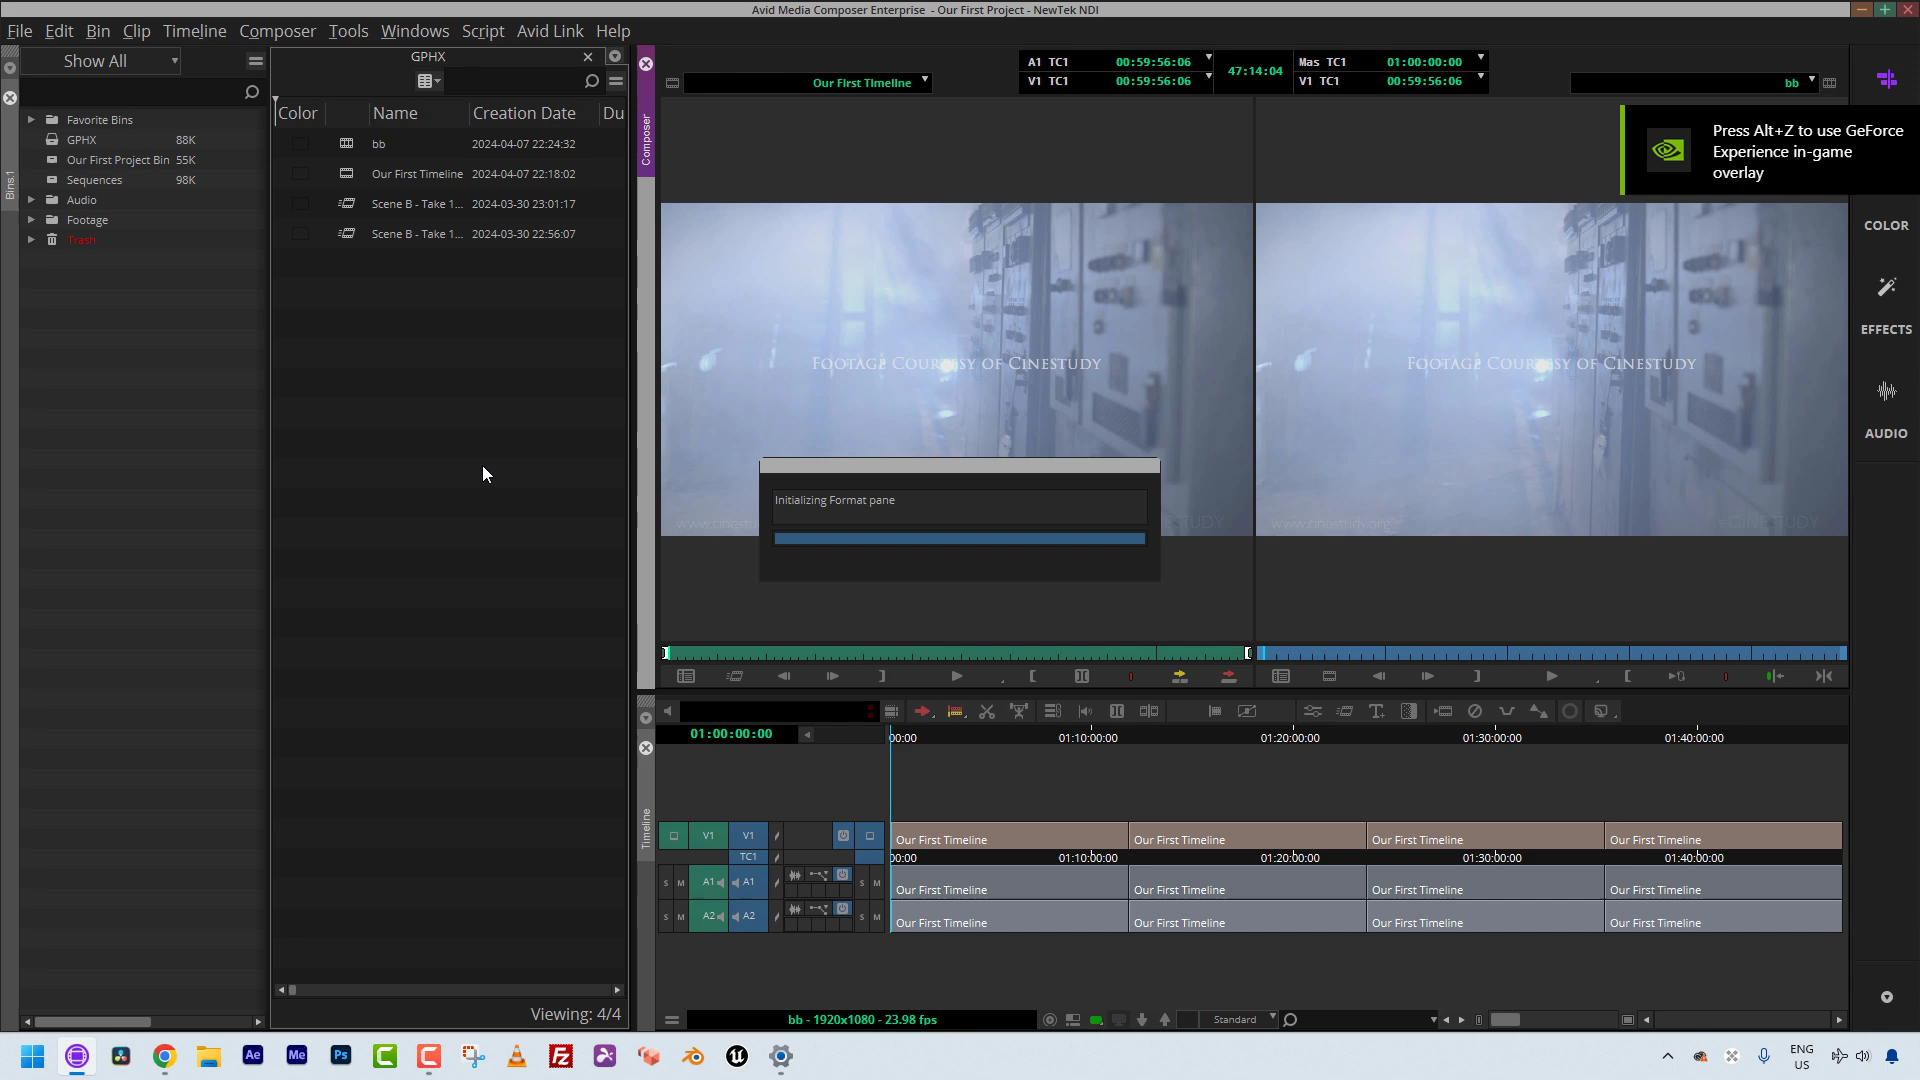 Avid Media Composer Enterprise - Our First Project - NewTek NDI
File Edit Bin Clip Timeline Composer Tools Windows Script Avid Link Help
Show All
Bins:1
Favorite Bins
GPHX 88K
Our First Project Bin 55K
Sequences 98K
Audio
Footage
Trash
GPHX
Color Name Creation Date Du
bb 2024-04-07 22:24:32
Our First Timeline 2024-04-07 22:18:02
Scene B - Take 1... 2024-03-30 23:01:17
Scene B - Take 1... 2024-03-30 22:56:07
Viewing: 4/4
Composer
Our First Timeline
A1 TC1 00:59:56:06
V1 TC1 00:59:56:06
47:14:04
Mas TC1 01:00:00:00
V1 TC1 00:59:56:06
bb
Press Alt+Z to use GeForce
Experience in-game
overlay
Footage Courtesy of Cinestudy
Footage Courtesy of Cinestudy
www.cinestudy.org
Initializing Format pane
COLOR
EFFECTS
AUDIO
Timeline
01:00:00:00
00:00 01:10:00:00 01:20:00:00 01:30:00:00 01:40:00:00
V1 V1 Our First Timeline Our First Timeline Our First Timeline Our First Timeline
TC1 00:00 01:10:00:00 01:20:00:00 01:30:00:00 01:40:00:00
S M A1 A1 S M Our First Timeline Our First Timeline Our First Timeline Our First Timeline
S M A2 A2 S M Our First Timeline Our First Timeline Our First Timeline Our First Timeline
bb - 1920x1080 - 23.98 fps
Standard
Ae Me Ps Fz
ENG
US